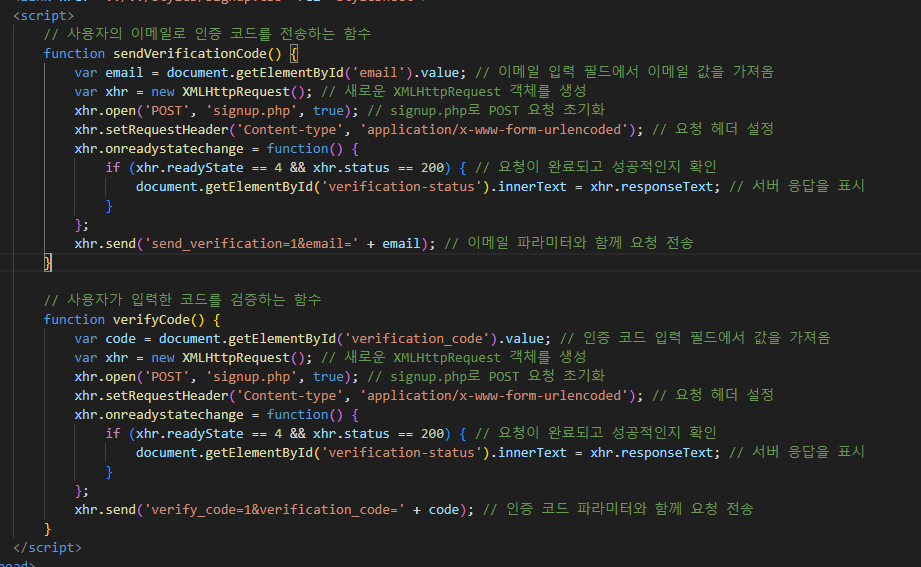 <script>
// 사용자의 이메일로 인증 코드를 전송하는 함수
function sendVerificationCode() {
var email = document.getElementById('email').value; // 이메일 입력 필드에서 이메일 값을 가져옴
var xhr = new XMLHttpRequest(); // 새로운 XMLHttpRequest 객체를 생성
xhr.open('POST', 'signup.php', true); // signup.php로 POST 요청 초기화
xhr.setRequestHeader('Content-type', 'application/x-www-form-urlencoded'); // 요청 헤더 설정
xhr.onreadystatechange = function() {
if (xhr.readyState == 4 && xhr.status == 200) { // 요청이 완료되고 성공적인지 확인
document.getElementById('verification-status').innerText = xhr.responseText; // 서버 응답을 표시
}
};
xhr.send('send_verification=1&email=' + email); // 이메일 파라미터와 함께 요청 전송
}
// 사용자가 입력한 코드를 검증하는 함수
function verifyCode() {
var code = document.getElementById('verification_code').value; // 인증 코드 입력 필드에서 값을 가져옴
var xhr = new XMLHttpRequest(); // 새로운 XMLHttpRequest 객체를 생성
xhr.open('POST', 'signup.php', true); // signup.php로 POST 요청 초기화
xhr.setRequestHeader('Content-type', 'application/x-www-form-urlencoded'); // 요청 헤더 설정
xhr.onreadystatechange = function() {
if (xhr.readyState == 4 && xhr.status == 200) { // 요청이 완료되고 성공적인지 확인
document.getElementById('verification-status').innerText = xhr.responseText; // 서버 응답을 표시
}
};
xhr.send('verify_code=1&verification_code=' + code); // 인증 코드 파라미터와 함께 요청 전송
}
</script>